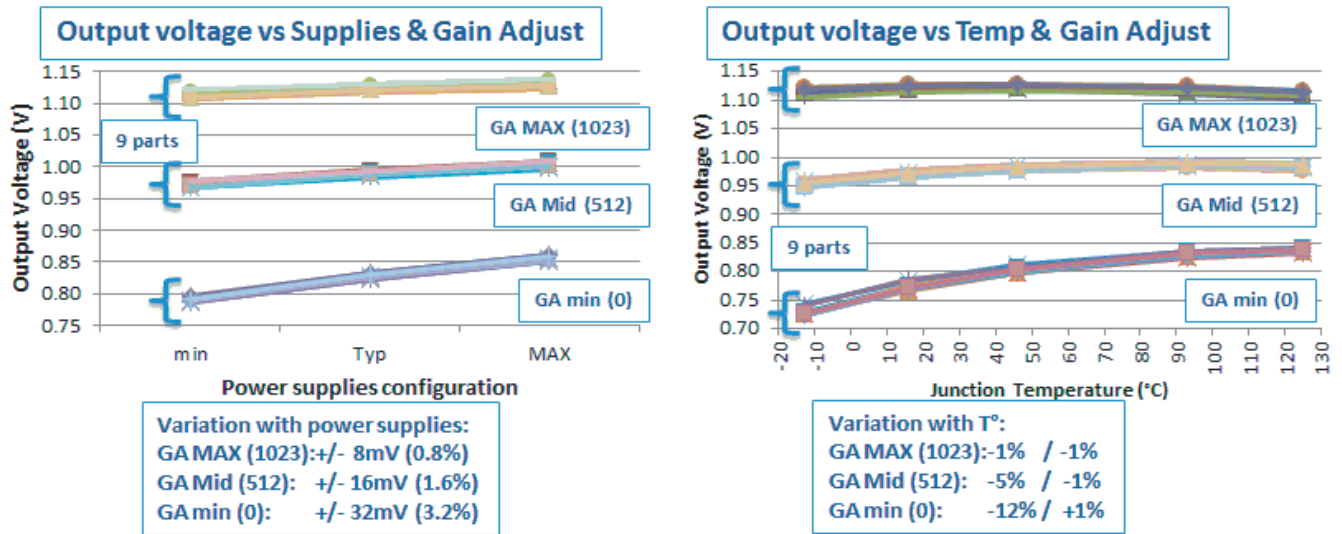 Output voltage vs Supplies & Gain Adjust
1.15
1.10
1.05
1.00
0.95
0.90
0.85
0.80
0.75
Output Voltage (V)
9 parts
GA MAX (1023)
GA Mid (512)
GA min (0)
min Typ MAX
Power supplies configuration
Variation with power supplies:
GA MAX (1023):+/- 8mV (0.8%)
GA Mid (512): +/- 16mV (1.6%)
GA min (0): +/- 32mV (3.2%)
Output voltage vs Temp & Gain Adjust
1.15
1.10
1.05
1.00
0.95
0.90
0.85
0.80
0.75
0.70
Output Voltage (V)
GA MAX (1023)
GA Mid (512)
9 parts
GA min (0)
-20 -10 0 10 20 30 40 50 60 70 80 90 100 110 120 130
Junction Temperature (°C)
Variation with T°:
GA MAX (1023):-1% / -1%
GA Mid (512): -5% / -1%
GA min (0): -12% / +1%